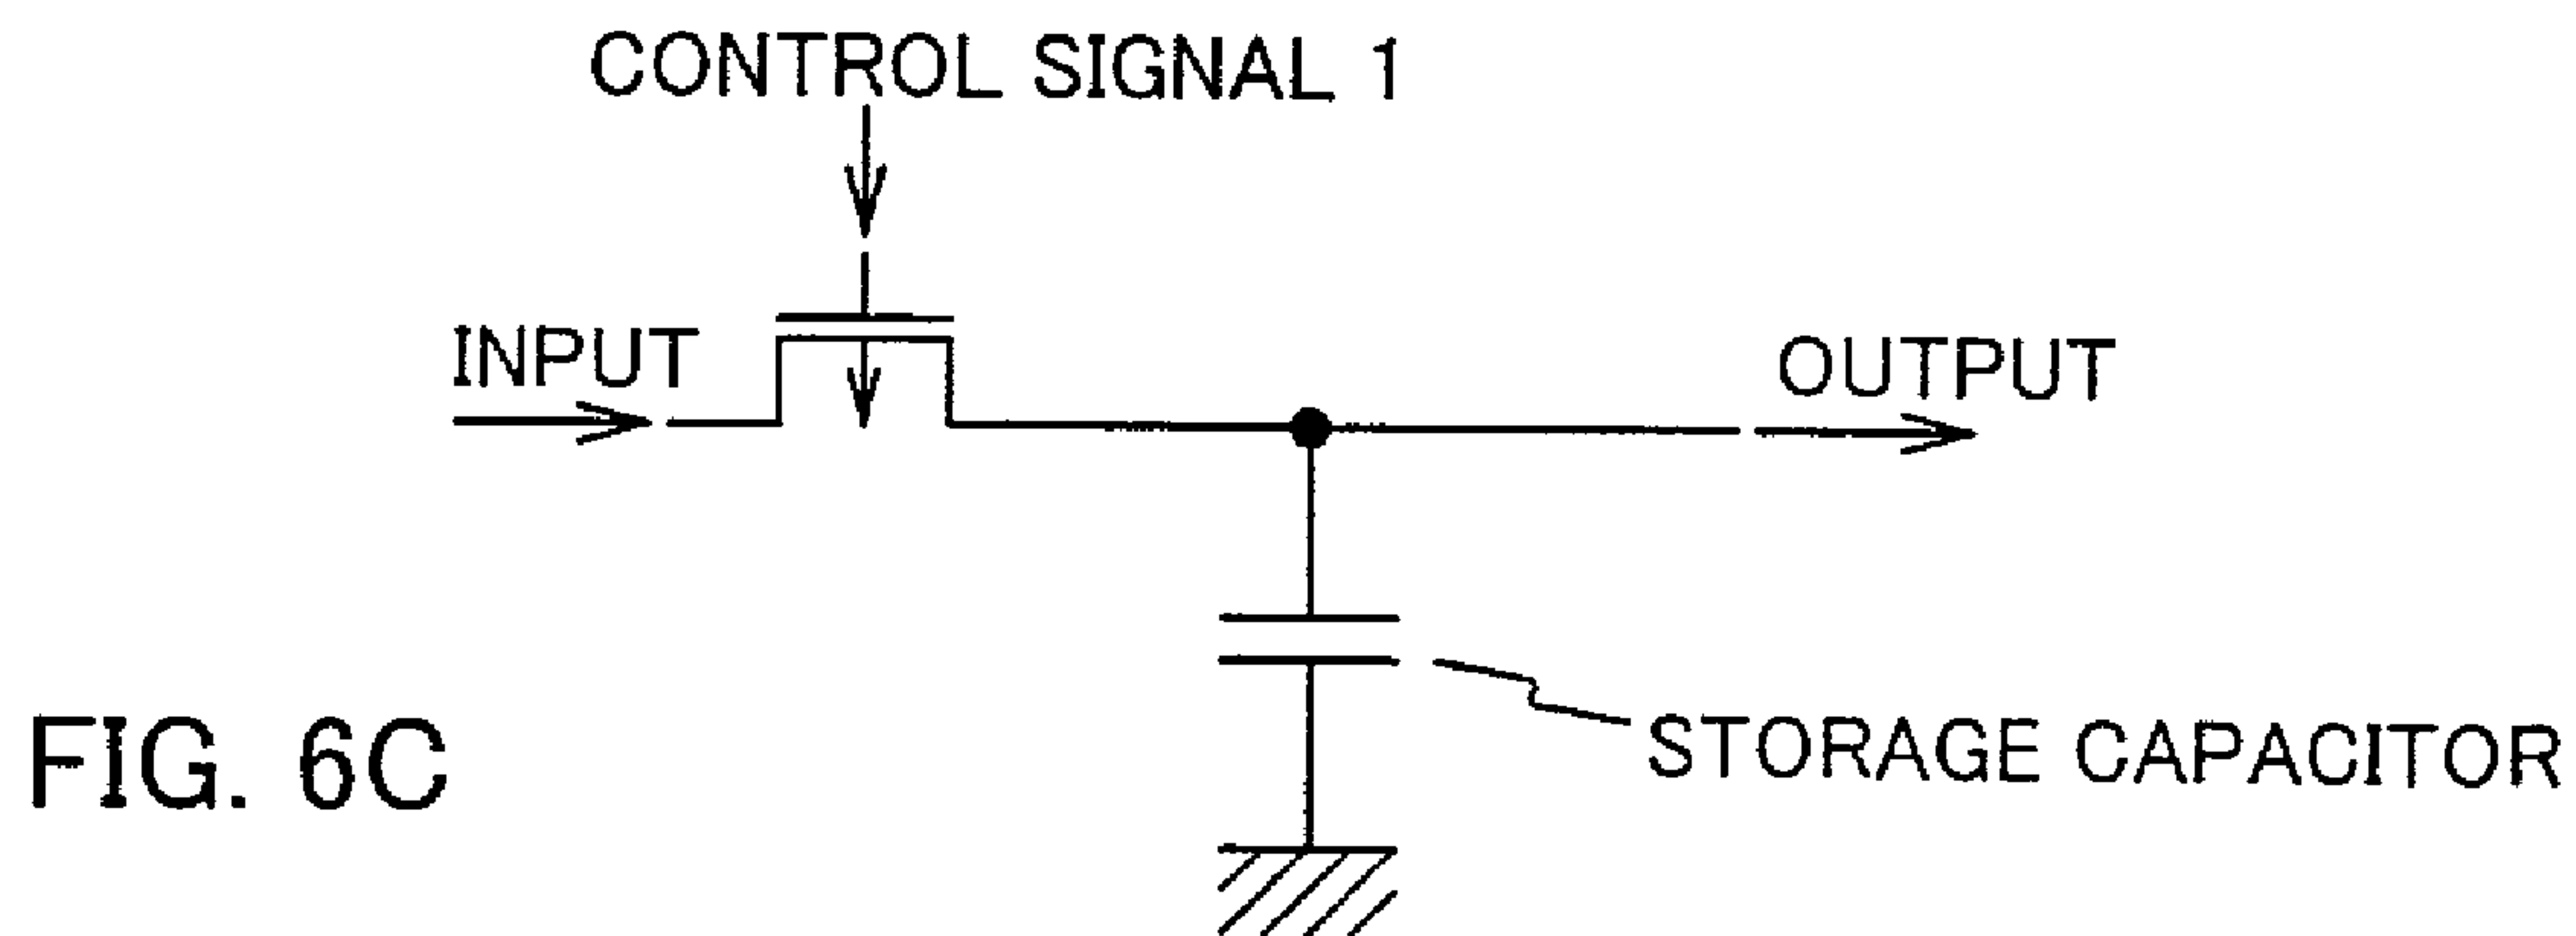 CONTROL SIGNAL 1
INPUT
OUTPUT
STORAGE CAPACITOR
FIG. 6C